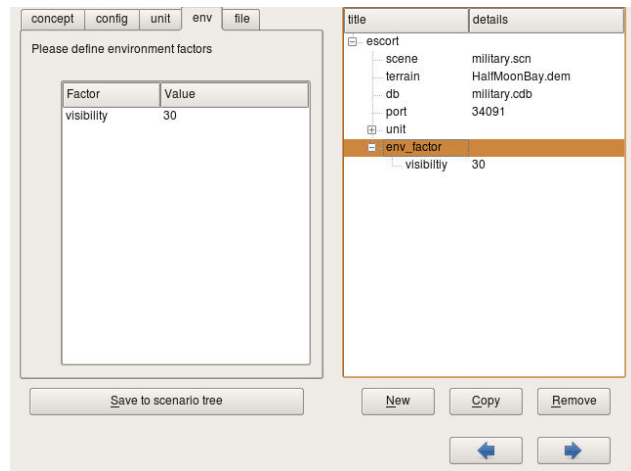 concept config unit env file
Please define environment factors
Factor Value
visibility 30
Save to scenario tree
title details
escort
scene military.scn
terrain HalfMoonBay.dem
db military.cdb
port 34091
unit
env_factor
visibiltiy 30
New Copy Remove